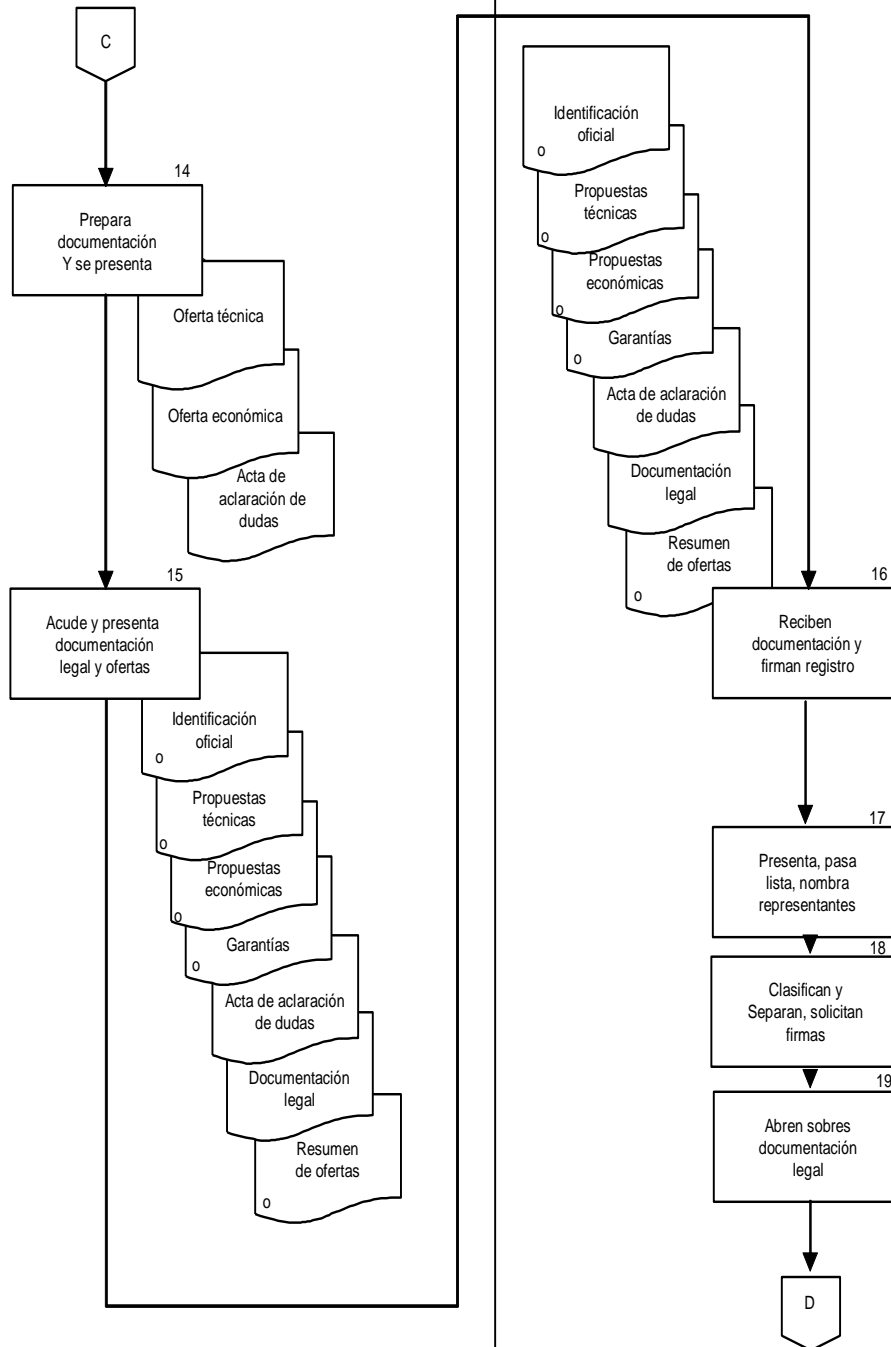 C
14
Prepara
documentación
Y se presenta
Oferta técnica
Oferta económica
Acta de
aclaración de
dudas
15
Acude y presenta
documentación
legal y ofertas
Identificación
oficial
o
Propuestas
técnicas
o
Propuestas
económicas
o
Garantías
o
Acta de aclaración
de dudas
Documentación
legal
Resumen
de ofertas
o
Identificación
oficial
o
Propuestas
técnicas
o
Propuestas
económicas
o
Garantías
o
Acta de aclaración
de dudas
Documentación
legal
Resumen
de ofertas
o
16
Reciben
documentación y
firman registro
17
Presenta, pasa
lista, nombra
representantes
18
Clasifican y
Separan, solicitan
firmas
19
Abren sobres
documentación
legal
D